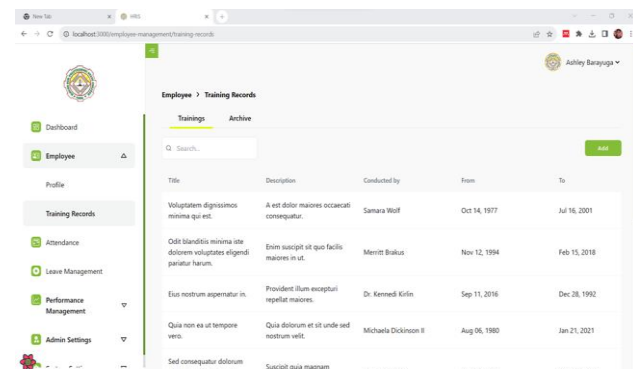 New Tab
HRIS
localhost:3000/employee-management/training-records
Ashley Barayuga
Employee > Training Records
Trainings Archive
Search...
Add
Dashboard
Employee
Profile
Training Records
Attendance
Leave Management
Performance
Management
Admin Settings
Title Description Conducted by From To
Voluptatem dignissimos
minima qui est.
A est dolor maiores occaecati
consequatur.
Samara Wolf
Oct 14, 1977
Jul 16, 2001
Odit blanditiis minima iste
dolorem voluptates eligendi
pariatur harum.
Enim suscipit sit quo facilis
maiores in ut.
Merritt Brakus
Nov 12, 1994
Feb 15, 2018
Eius nostrum aspernatur in.
Provident illum excepturi
repellat maiores.
Dr. Kennedi Kirlin
Sep 11, 2016
Dec 28, 1992
Quia non ea ut tempore
vero.
Quia dolorum et sit unde sed
nostrum velit.
Michaela Dickinson II
Aug 06, 1980
Jan 21, 2021
Sed consequatur dolorum
Suscipit quia magnam